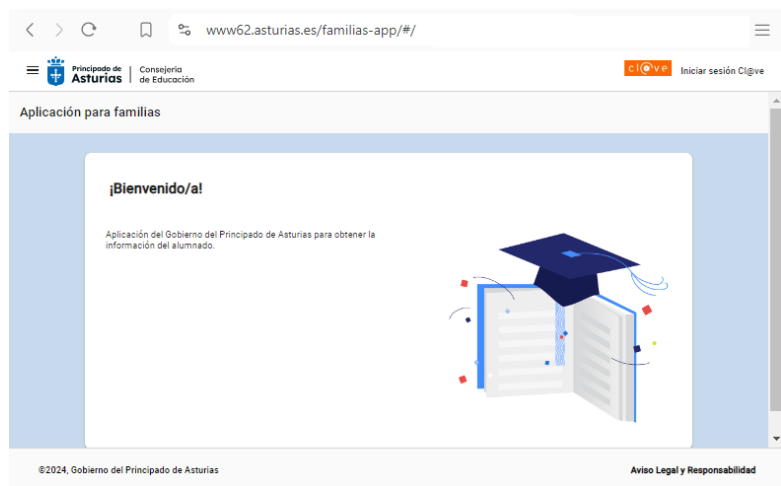 www62.asturias.es/familias-app/#/
Principado de Asturias
Consejería de Educación
cl@ve Iniciar sesión Cl@ve
Aplicación para familias
¡Bienvenido/a!
Aplicación del Gobierno del Principado de Asturias para obtener la
información del alumnado.
©2024, Gobierno del Principado de Asturias
Aviso Legal y Responsabilidad